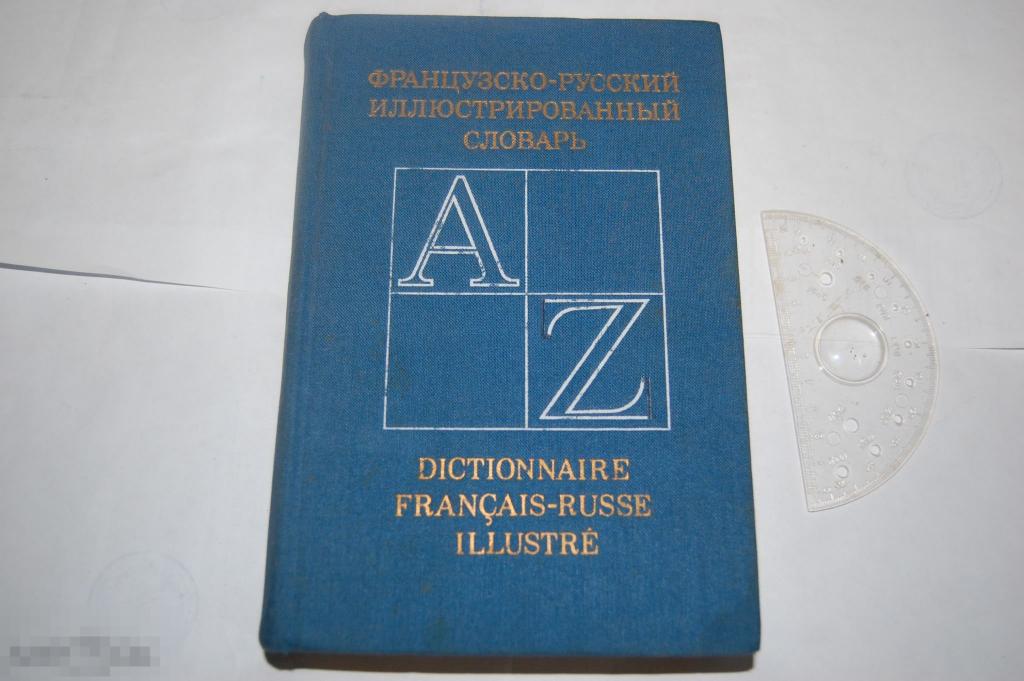 ФРАНЦУЗСКО-РУССКИЙ
ИЛЛЮСТРИРОВАННЫЙ
СЛОВАРЬ
A
Z
DICTIONNAIRE
FRANÇAIS-RUSSE
ILLUSTRÉ